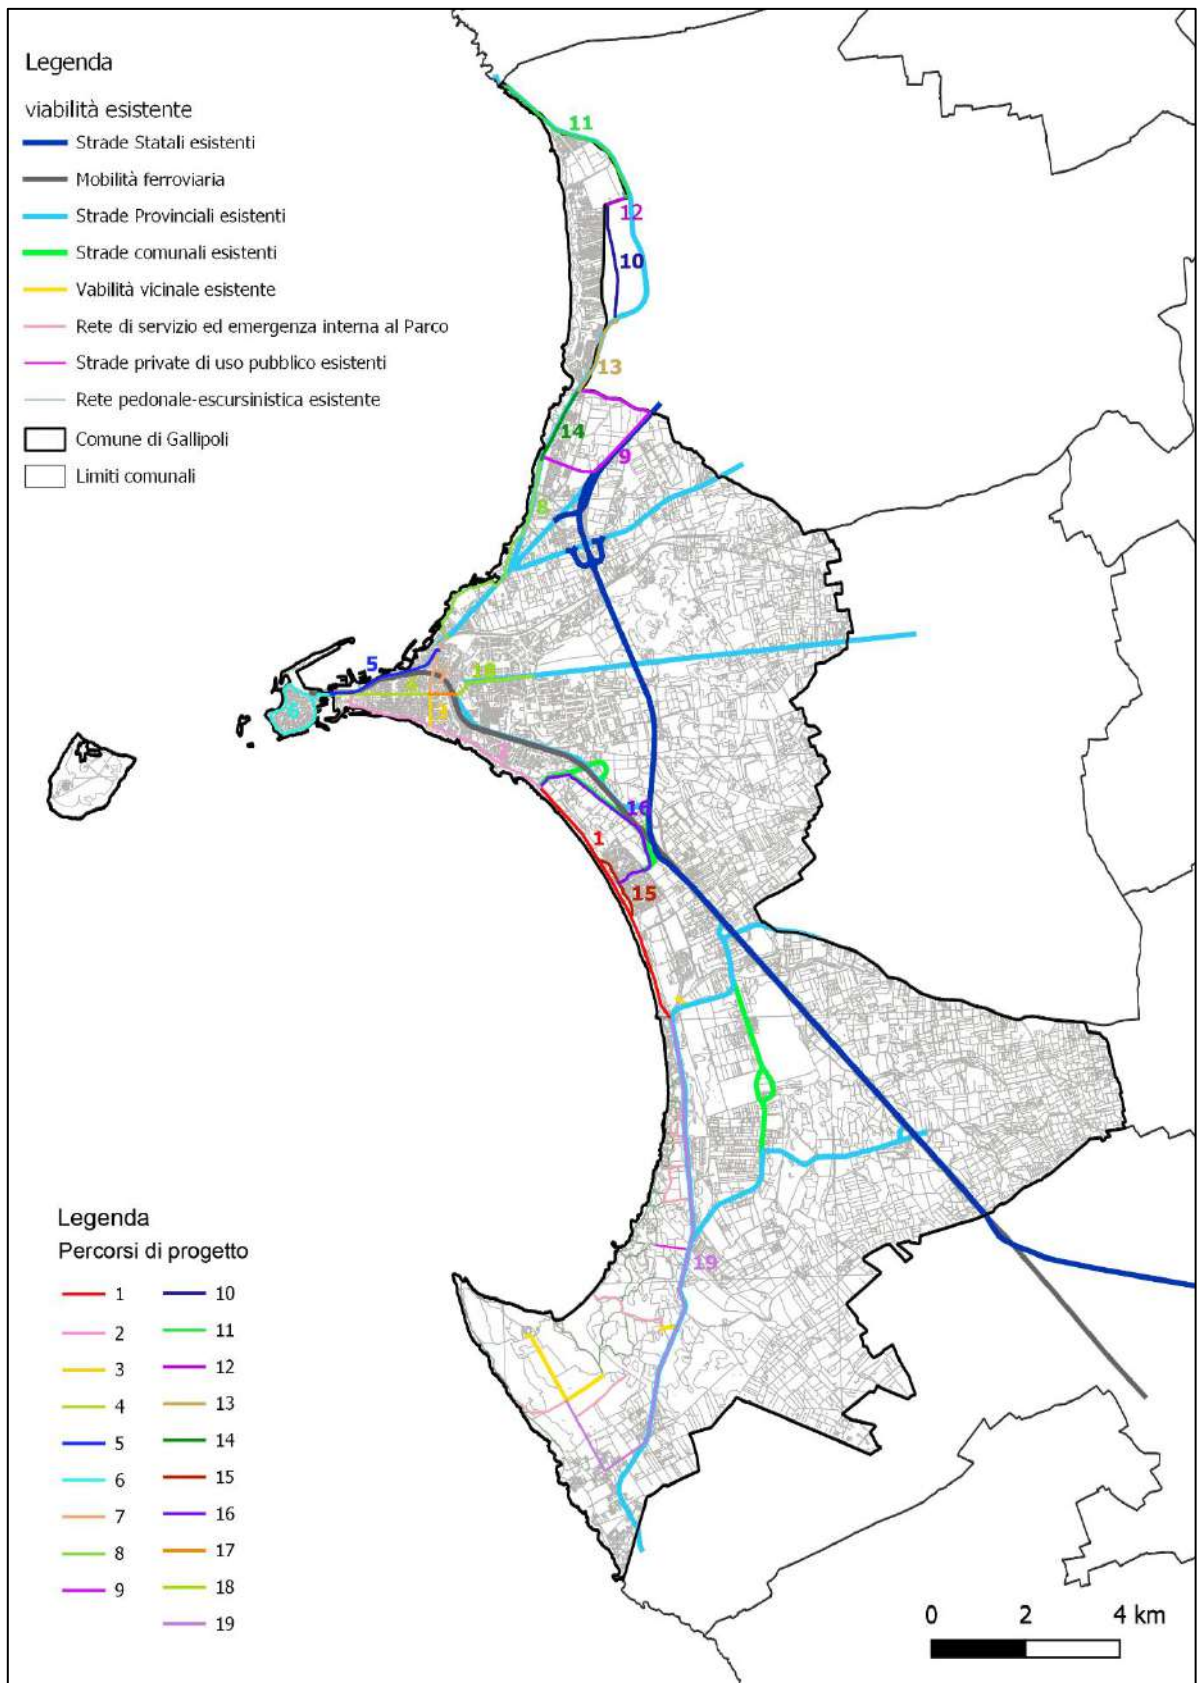 Legenda
viabilità esistente
Strade Statali esistenti
Mobilità ferroviaria
Strade Provinciali esistenti
Strade comunali esistenti
Vabilità vicinale esistente
Rete di servizio ed emergenza interna al Parco
Strade private di uso pubblico esistenti
Rete pedonale-escursinistica esistente
Comune di Gallipoli
Limiti comunali
11
12
10
13
14
9
8
5
18
4
6
3
2
16
1
15
19
Legenda
Percorsi di progetto
1 10
2 11
3 12
4 13
5 14
6 15
7 16
8 17
9 18
19
0 2 4 km